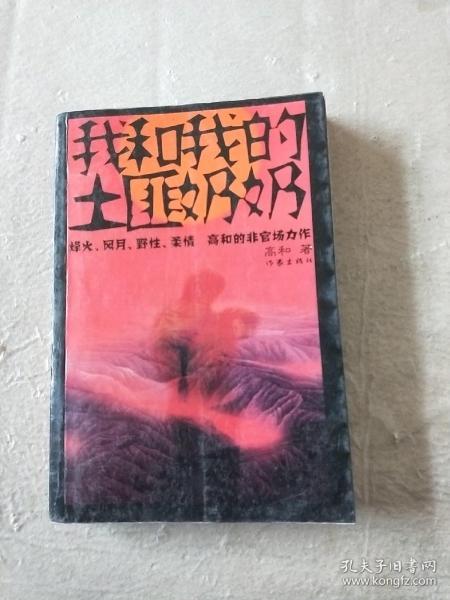 我和我的
土匪奶奶
烽火、风月、野性、柔情 高和的非官场力作
高和 著
作家出版社
孔夫子旧书网
www.kongfz.com